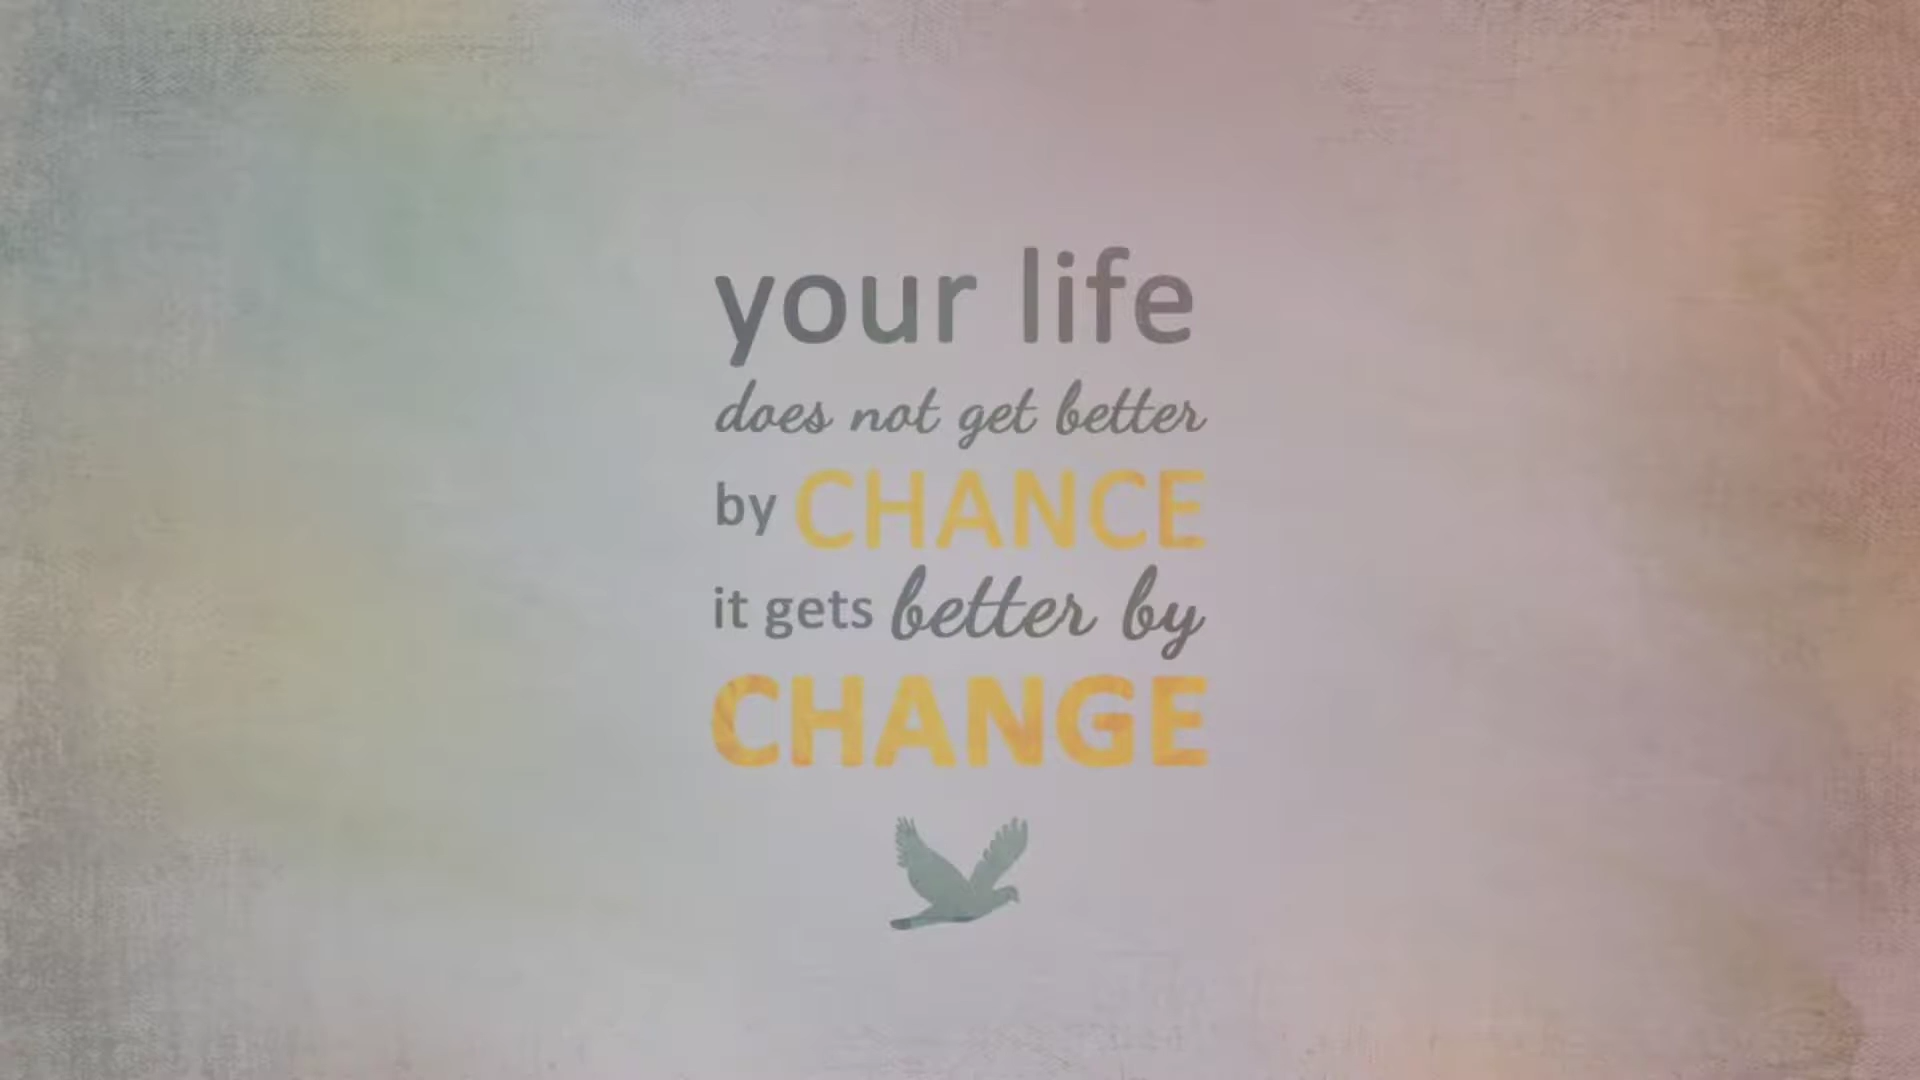 your life
does not get better
by CHANCE
it gets better by
CHANGE